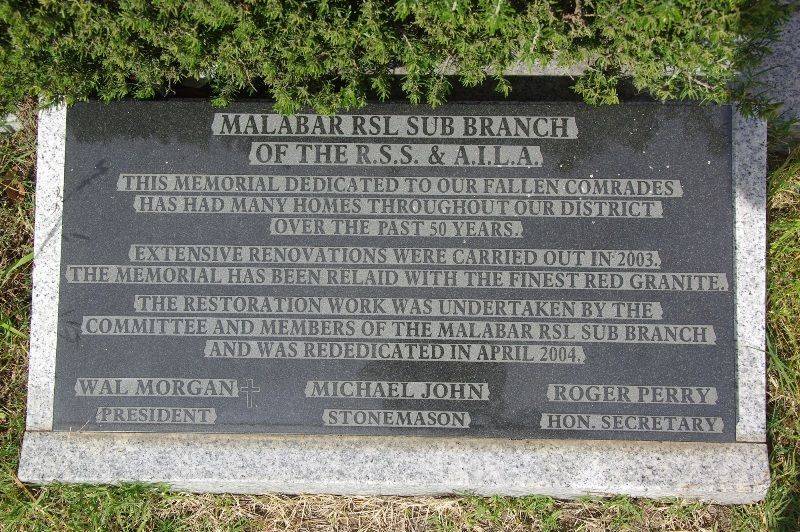 MALABAR RSL SUB BRANCH
OF THE R.S.S. & A.I.L.A.
THIS MEMORIAL DEDICATED TO OUR FALLEN COMRADES
HAS HAD MANY HOMES THROUGHOUT OUR DISTRICT
OVER THE PAST 50 YEARS.
EXTENSIVE RENOVATIONS WERE CARRIED OUT IN 2003.
THE MEMORIAL HAS BEEN RELAID WITH THE FINEST RED GRANITE.
THE RESTORATION WORK WAS UNDERTAKEN BY THE
COMMITTEE AND MEMBERS OF THE MALABAR RSL SUB BRANCH
AND WAS REDEDICATED IN APRIL 2004.
WAL MORGAN MICHAEL JOHN ROGER PERRY
PRESIDENT STONEMASON HON. SECRETARY